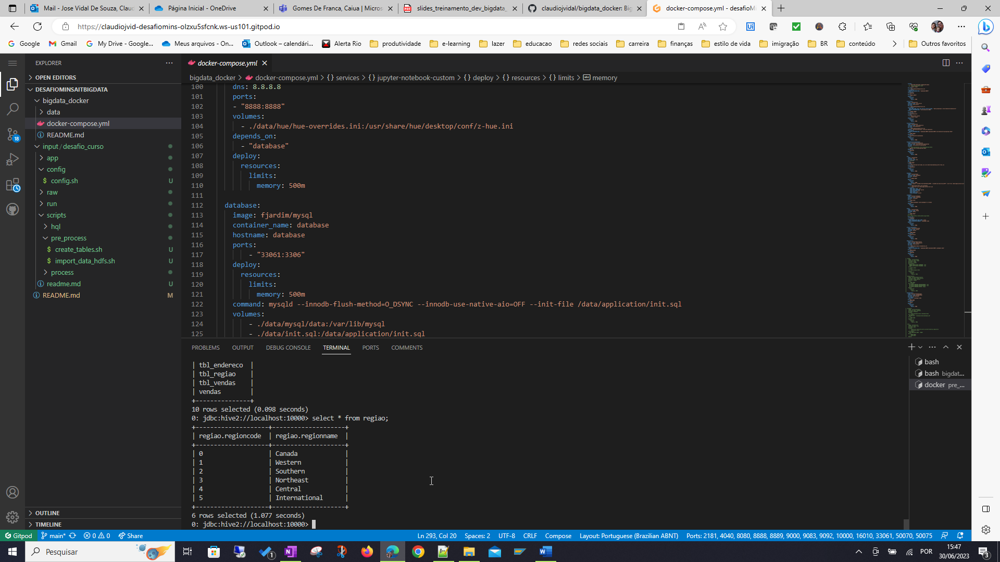 Mail - Jose Vidal De Souza, Clauc
Página Inicial - OneDrive
Gomes De Franca, Caiua | Micros
slides_treinamento_dev_bigdata_
claudiojvidal/bigdata_docker: Big
docker-compose.yml - desafioMi
https://claudiojvid-desafiomins-olzxu5sfcnk.ws-us101.gitpod.io
Google
Gmail
My Drive - Google...
Meus arquivos - On...
Outlook – calendári...
Alerta Rio
produtividade
e-learning
lazer
educacao
redes sociais
carreira
finanças
estilo de vida
imigração
BR
conteúdo
Outros favoritos
EXPLORER
OPEN EDITORS
DESAFIOMINSAITBIGDATA
bigdata_docker
data
docker-compose.yml
README.md
input / desafio_curso
app
config
$ config.sh U
raw
run
scripts
hql
pre_process
$ create_tables.sh U
$ import_data_hdfs.sh U
process
readme.md U
README.md M
OUTLINE
TIMELINE
18
docker-compose.yml
bigdata_docker > docker-compose.yml > {} services > {} jupyter-notebook-custom > {} deploy > {} resources > {} limits > memory
100 dns: 8.8.8.8
101 ports:
102 - "8888:8888"
103 volumes:
104 - ./data/hue/hue-overrides.ini:/usr/share/hue/desktop/conf/z-hue.ini
105 depends_on:
106 - "database"
107 deploy:
108 resources:
109 limits:
110 memory: 500m
111
112 database:
113 image: fjardim/mysql
114 container_name: database
115 hostname: database
116 ports:
117 - "33061:3306"
118 deploy:
119 resources:
120 limits:
121 memory: 500m
122 command: mysqld --innodb-flush-method=O_DSYNC --innodb-use-native-aio=OFF --init-file /data/application/init.sql
123 volumes:
124 - ./data/mysql/data:/var/lib/mysql
125 - ./data/init.sql:/data/application/init.sql
PROBLEMS OUTPUT DEBUG CONSOLE TERMINAL PORTS COMMENTS
| tbl_endereco |
| tbl_regiao |
| tbl_vendas |
| vendas |
+---------------+
10 rows selected (0.098 seconds)
0: jdbc:hive2://localhost:10000> select * from regiao;
+--------------------+--------------------+
| regiao.regioncode | regiao.regionname |
+--------------------+--------------------+
| 0 | Canada |
| 1 | Western |
| 2 | Southern |
| 3 | Northeast |
| 4 | Central |
| 5 | International |
+--------------------+--------------------+
6 rows selected (1.077 seconds)
0: jdbc:hive2://localhost:10000>
bash
bash bigdat...
docker pre_...
Gitpod main* 0 0 Share
Ln 293, Col 20 Spaces: 2 UTF-8 CRLF Compose Layout: Portuguese (Brazilian ABNT) Ports: 2181, 4040, 8080, 8888, 8889, 9000, 9083, 9092, 10000, 16010, 33061, 50070, 50075
Pesquisar
1
POR
15:47
30/06/2023
3